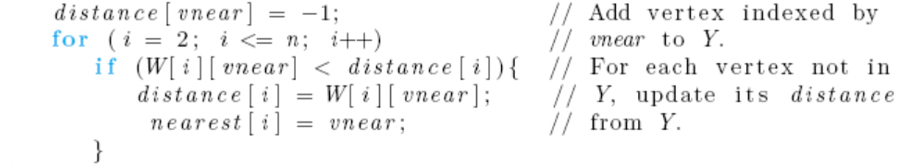 distance[vnear] = -1; // Add vertex indexed by
for (i = 2; i <= n; i++) // vnear to Y.
if (W[i][vnear] < distance[i]){ // For each vertex not in
distance[i] = W[i][vnear]; // Y, update its distance
nearest[i] = vnear; // from Y.
}